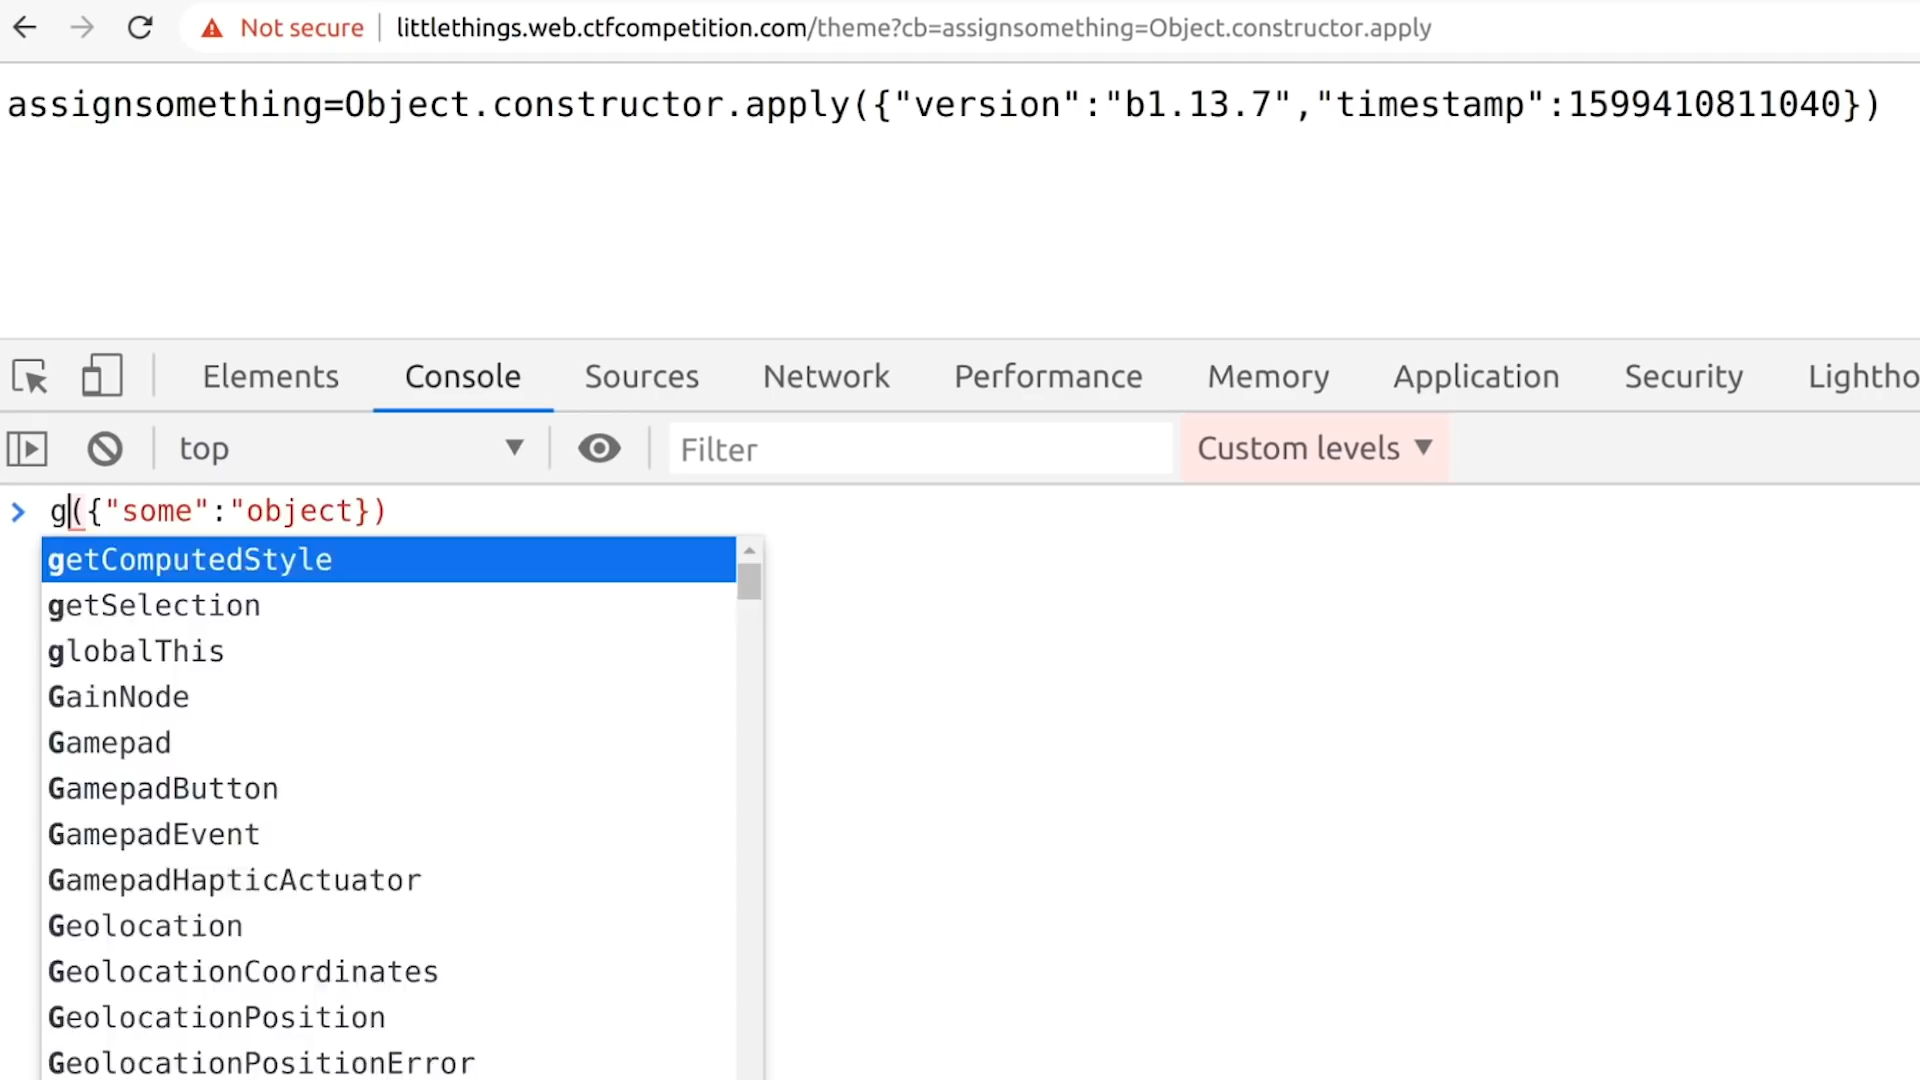 Not secure littlethings.web.ctfcompetition.com/theme?cb=assignsomething=Object.constructor.apply
assignsomething=Object.constructor.apply({"version":"b1.13.7","timestamp":1599410811040})
Elements Console Sources Network Performance Memory Application Security Lightho
top Filter Custom levels
g({"some":"object})
getComputedStyle
getSelection
globalThis
GainNode
Gamepad
GamepadButton
GamepadEvent
GamepadHapticActuator
Geolocation
GeolocationCoordinates
GeolocationPosition
GeolocationPositionError